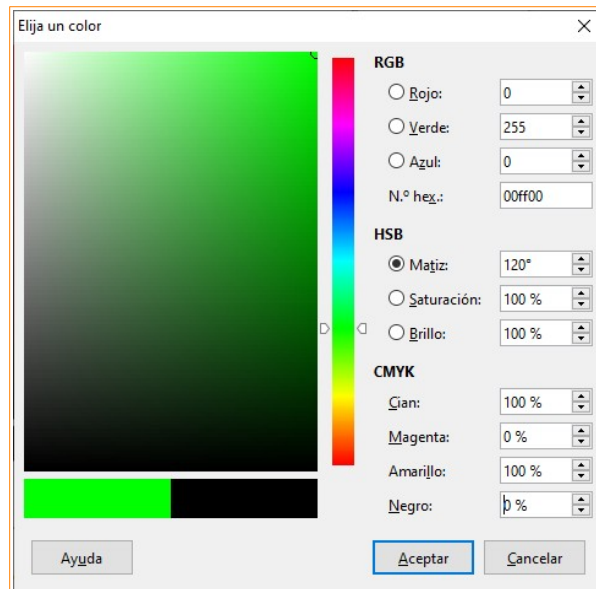 Elija un color
RGB
Rojo: 0
Verde: 255
Azul: 0
N.º hex.: 00ff00
HSB
Matiz: 120°
Saturación: 100 %
Brillo: 100 %
CMYK
Cian: 100 %
Magenta: 0 %
Amarillo: 100 %
Negro: 0 %
Ayuda Aceptar Cancelar